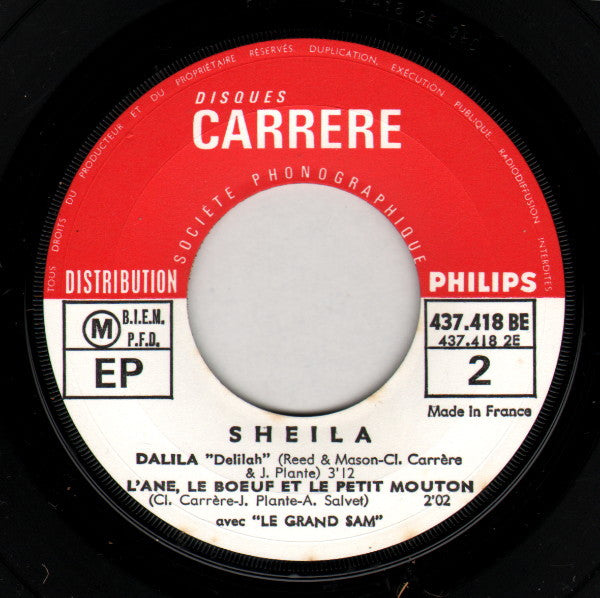 TOUS DROITS DU PRODUCTEUR ET DU PROPRIÉTAIRE RÉSERVÉS. DUPLICATION, EXÉCUTION PUBLIQUE, RADIODIFFUSION INTERDITES
DISQUES
CARRERE
SOCIÉTÉ PHONOGRAPHIQUE
DISTRIBUTION PHILIPS
M B.I.E.M.
P.F.D.
EP
437.418 BE
437.418 2E
2
Made in France
SHEILA
DALILA "Delilah" (Reed & Mason-Cl. Carrère
& J. Plante) 3'12
L'ANE, LE BOEUF ET LE PETIT MOUTON
(Cl. Carrère-J. Plante-A. Salvet) 2'02
avec "LE GRAND SAM"